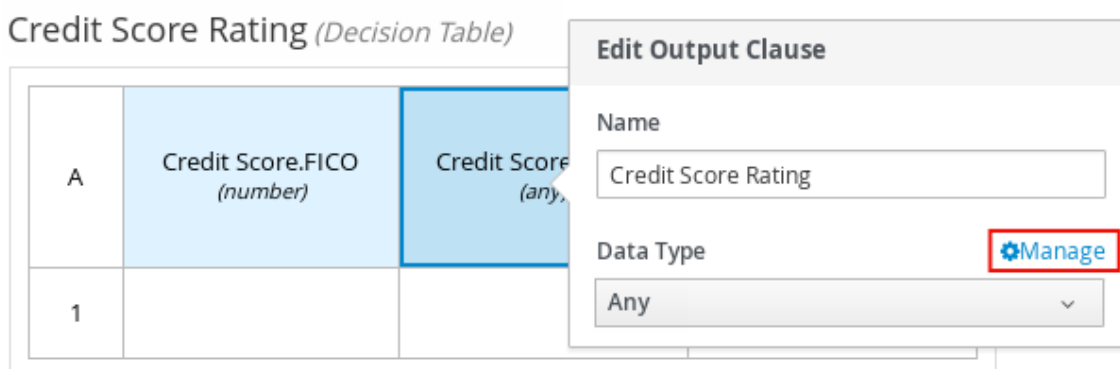 Credit Score Rating (Decision Table)
A
Credit Score.FICO
(number)
Credit Score
(any)
1
Edit Output Clause
Name
Credit Score Rating
Data Type
Manage
Any